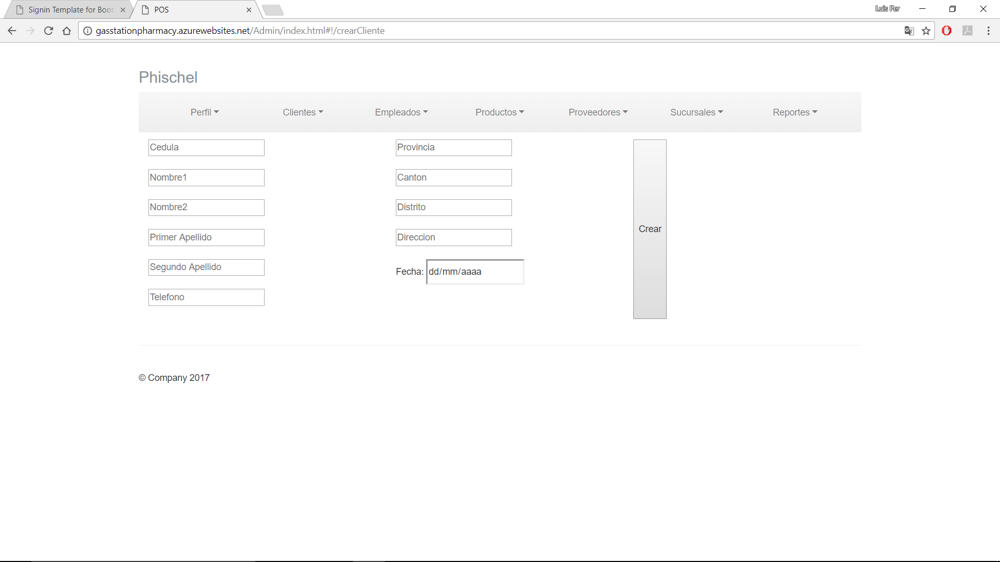 Signin Template for Boot
POS
Luis Fer
gasstationpharmacy.azurewebsites.net/Admin/index.html#!/crearCliente
Phischel
Perfil Clientes Empleados Productos Proveedores Sucursales Reportes
Cedula
Nombre1
Nombre2
Primer Apellido
Segundo Apellido
Telefono
Provincia
Canton
Distrito
Direccion
Fecha: dd/mm/aaaa
Crear
© Company 2017